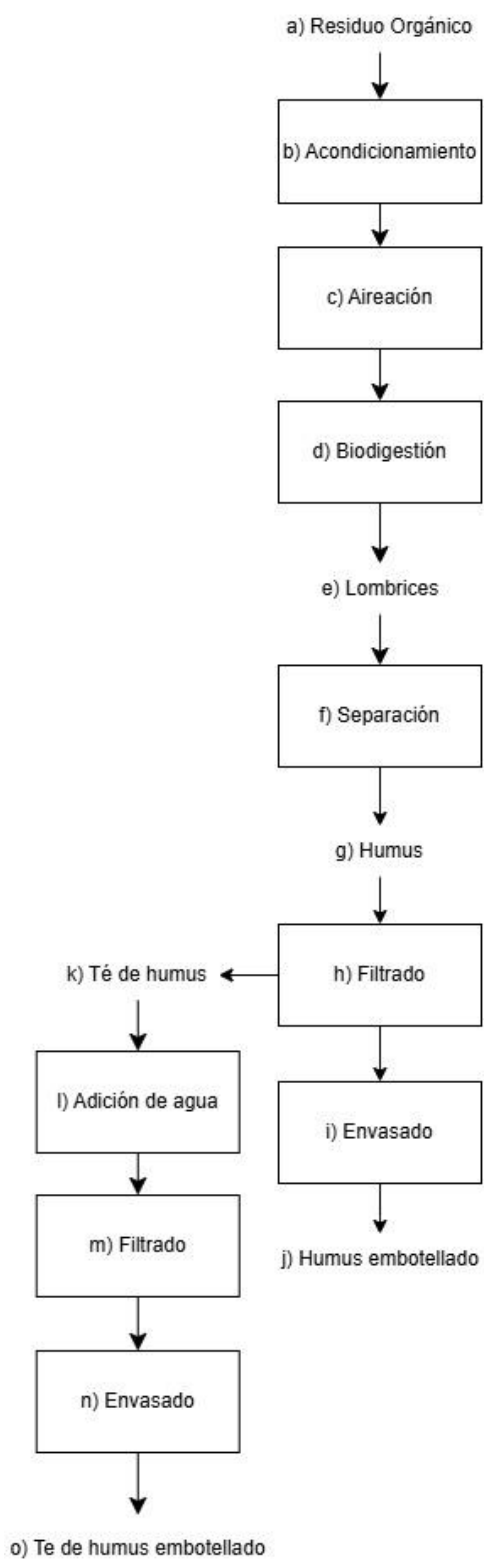 a) Residuo Orgánico
b) Acondicionamiento
c) Aireación
d) Biodigestión
e) Lombrices
f) Separación
g) Humus
h) Filtrado
i) Envasado
j) Humus embotellado
k) Té de humus
l) Adición de agua
m) Filtrado
n) Envasado
o) Te de humus embotellado